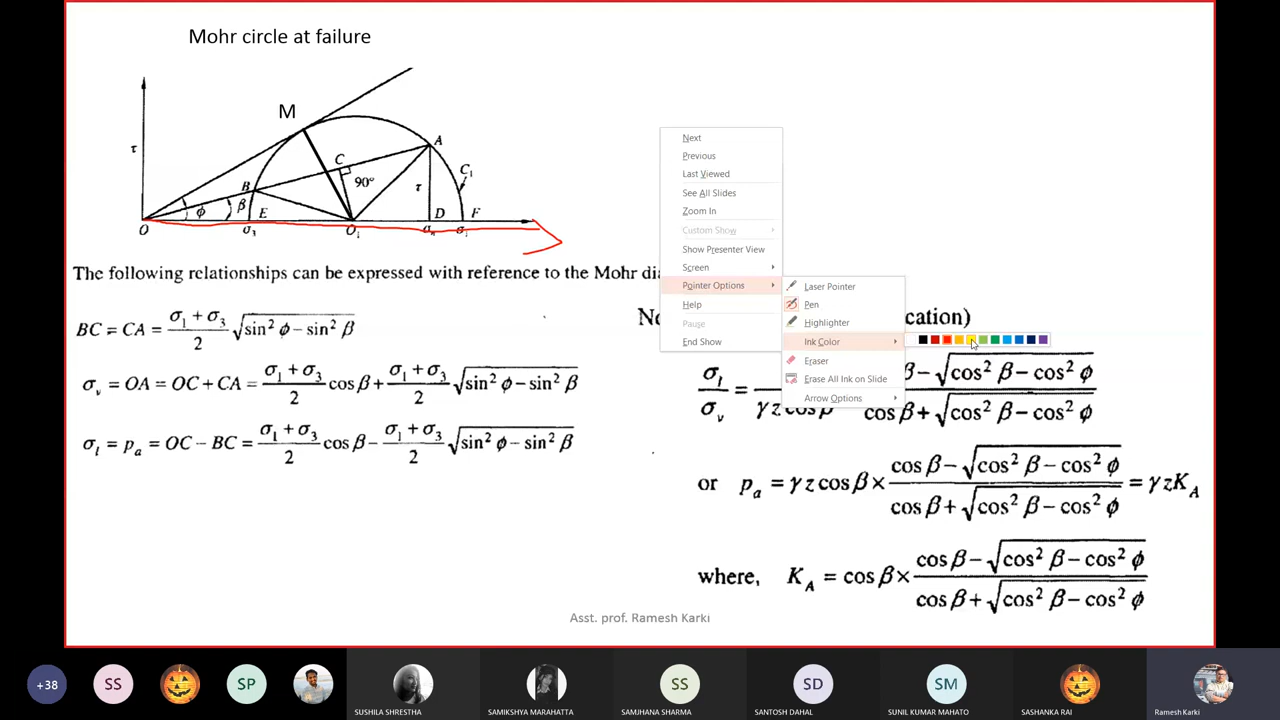 Mohr circle at failure
M
τ
A
C
C₁
B
90°
τ
φ
β
E
D
F
O
σ₃
O₁
σₙ
σ₁
The following relationships can be expressed with reference to the Mohr di
BC = CA = (σ₁ + σ₃)/2 √(sin² φ − sin² β)
σᵥ = OA = OC + CA = (σ₁ + σ₃)/2 cos β + (σ₁ + σ₃)/2 √(sin² φ − sin² β)
σₗ = pₐ = OC − BC = (σ₁ + σ₃)/2 cos β − (σ₁ + σ₃)/2 √(sin² φ − sin² β)
Next
Previous
Last Viewed
See All Slides
Zoom In
Custom Show
Show Presenter View
Screen
Pointer Options
Help
Pause
End Show
Laser Pointer
Pen
Highlighter
Ink Color
Eraser
Erase All Ink on Slide
Arrow Options
cation)
σₗ/σᵥ = γ z cos β β − √(cos² β − cos² φ) / cos β + √(cos² β − cos² φ)
or pₐ = γ z cos β × (cos β − √(cos² β − cos² φ))/(cos β + √(cos² β − cos² φ)) = γ z K_A
where, K_A = cos β × (cos β − √(cos² β − cos² φ))/(cos β + √(cos² β − cos² φ))
Asst. prof. Ramesh Karki
+38
SS
SP
SUSHILA SHRESTHA
SAMIKSHYA MARAHATTA
SS
SAMJHANA SHARMA
SD
SANTOSH DAHAL
SM
SUNIL KUMAR MAHATO
SASHANKA RAI
Ramesh Karki